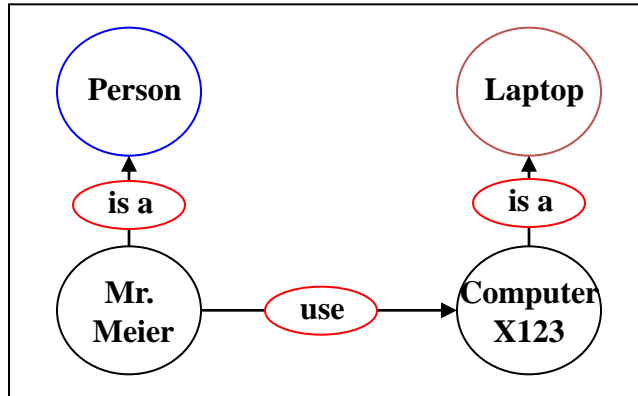 Person
Laptop
is a
is a
Mr.
Meier
use
Computer
X123